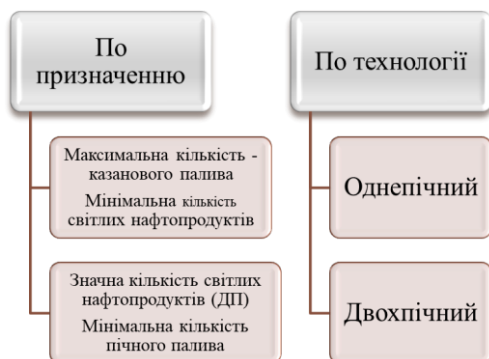 По
призначенню
Максимальна кількість -
казанового палива
Мінімальна кількість
світлих нафтопродуктів
Значна кількість світлих
нафтопродуктів (ДП)
Мінімальна кількість
пічного палива
По технології
Однепічний
Двохпічний